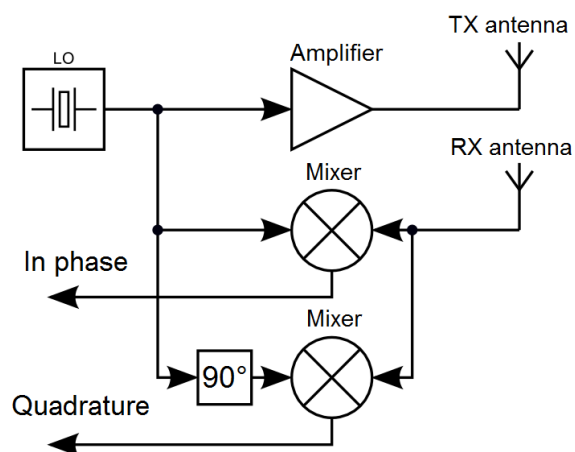 TX antenna
LO
Amplifier
RX antenna
Mixer
In phase
Mixer
90°
Quadrature